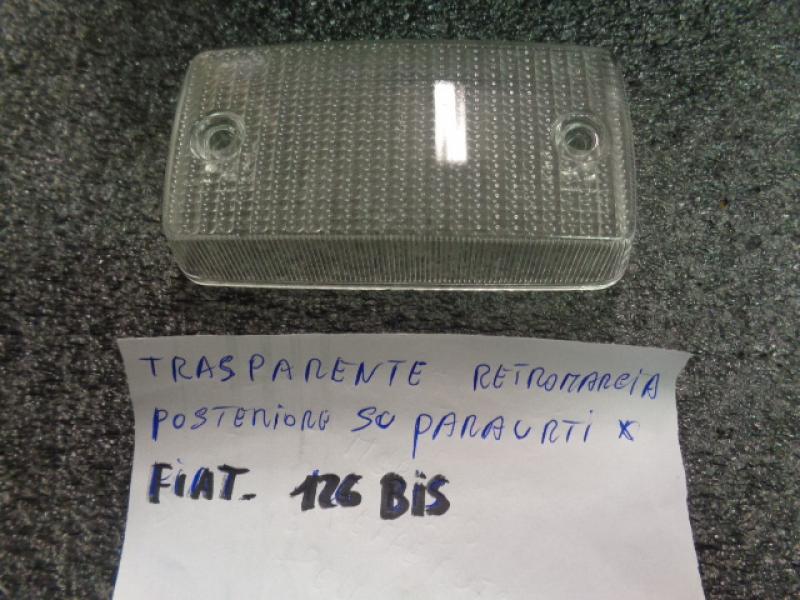 TRASPARENTE RETROMARCIA
POSTERIORE SU PARAURTI X
FiAT. 126 BiS